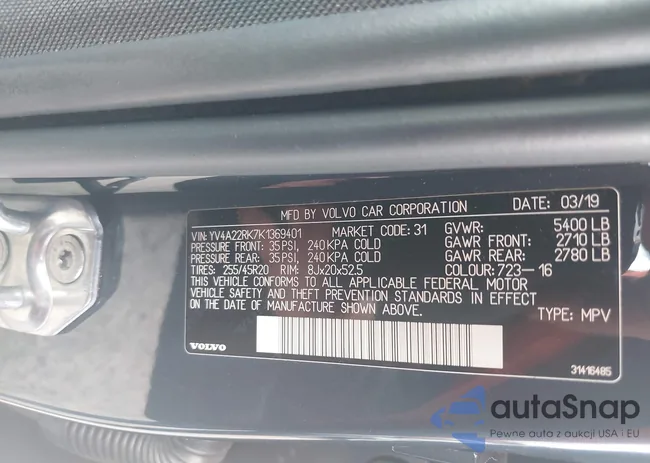 MFD BY VOLVO CAR CORPORATION DATE: 03/19
VIN: YV4A22RK7K1369401 MARKET CODE: 31 GVWR: 5400 LB
PRESSURE FRONT: 35PSI, 240KPA COLD GAWR FRONT: 2710 LB
PRESSURE REAR: 35PSI, 240KPA COLD GAWR REAR: 2780 LB
TIRES: 255/45R20 RIM: 8Jx20x52.5 COLOUR: 723-16
THIS VEHICLE CONFORMS TO ALL APPLICABLE FEDERAL MOTOR
VEHICLE SAFETY AND THEFT PREVENTION STANDARDS IN EFFECT
ON THE DATE OF MANUFACTURE SHOWN ABOVE.
TYPE: MPV
VOLVO
31416485
autoSnap
Pewne auta z aukcji USA i EU